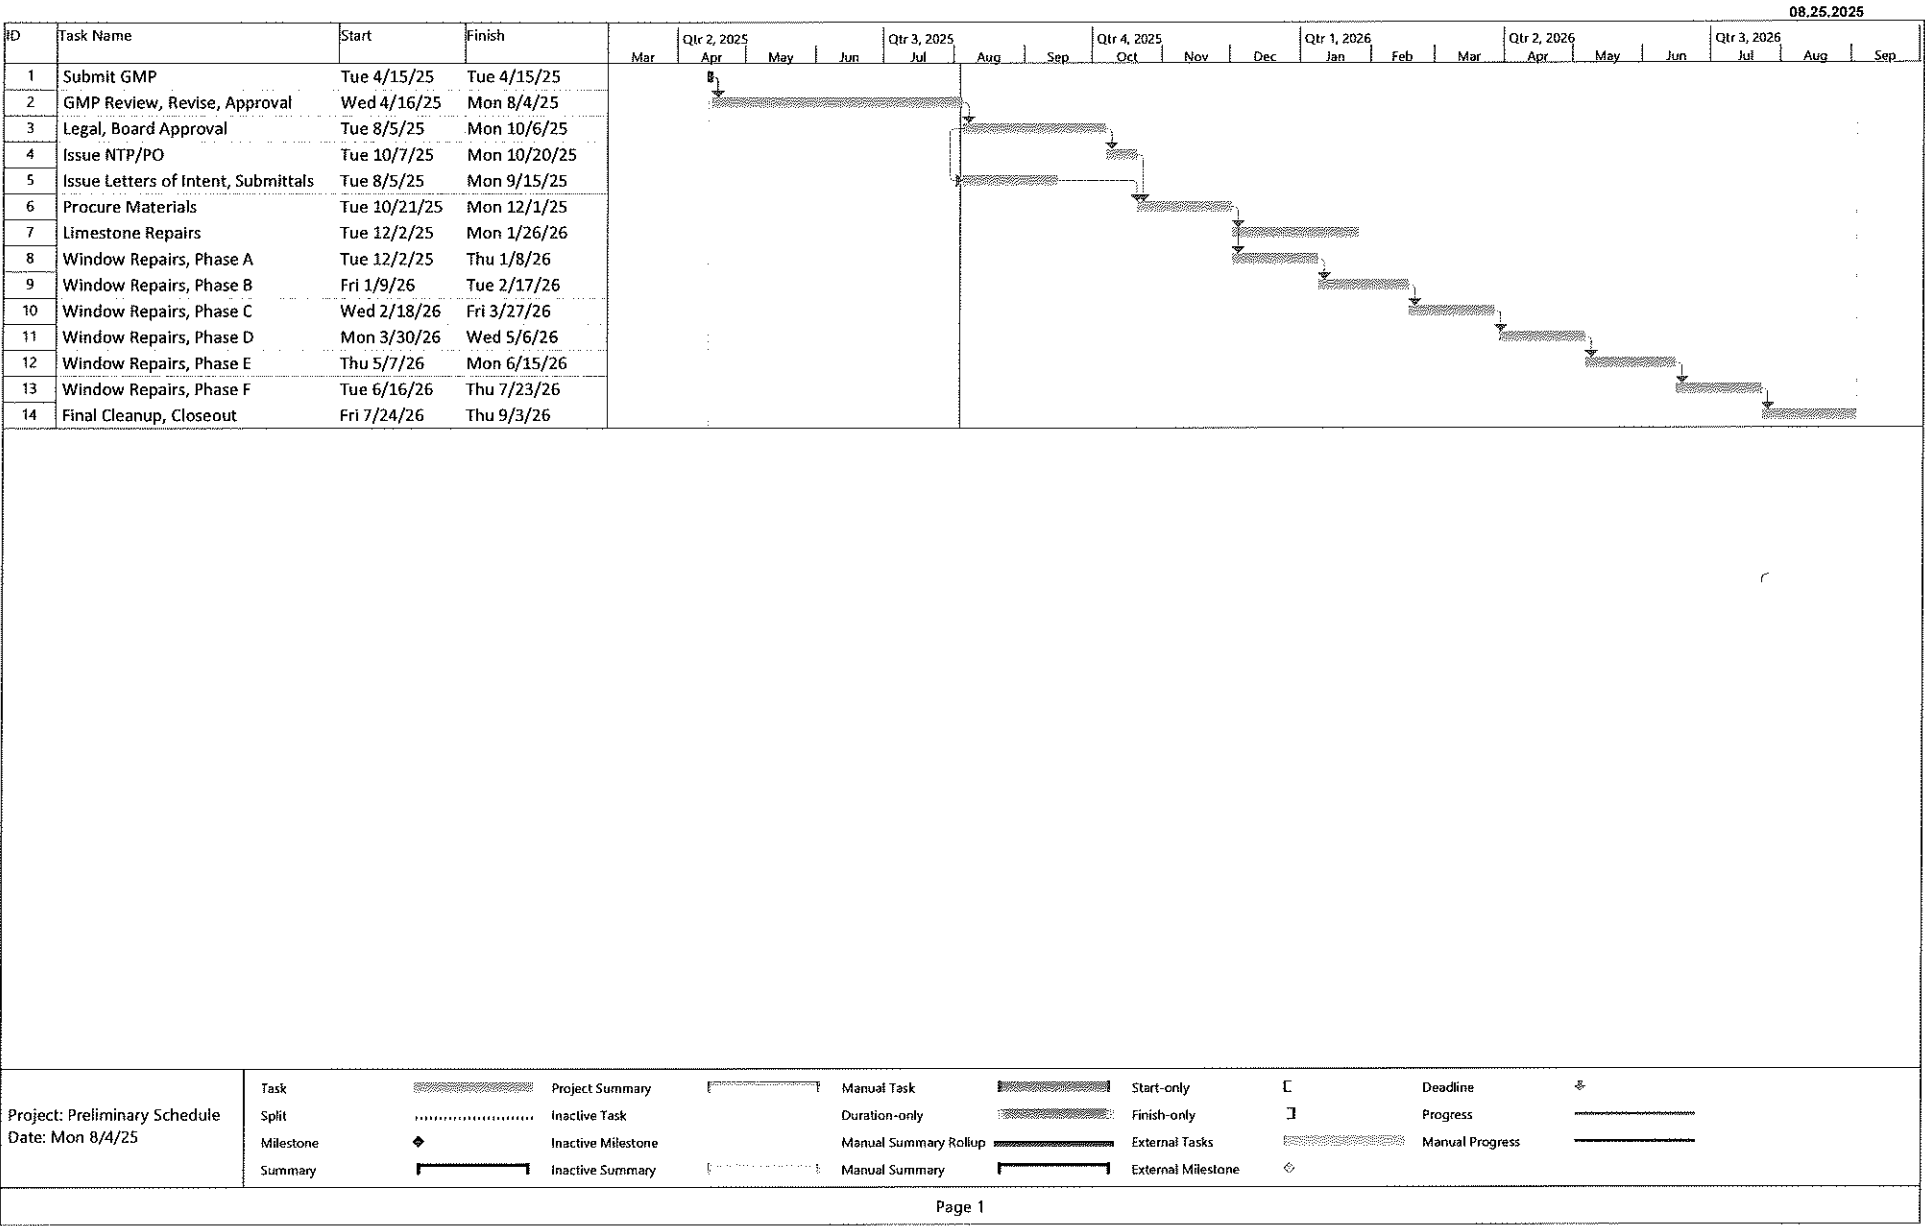 08.25.2025
ID Task Name Start Finish
Qtr 2, 2025 Qtr 3, 2025 Qtr 4, 2025 Qtr 1, 2026 Qtr 2, 2026 Qtr 3, 2026
Mar Apr May Jun Jul Aug Sep Oct Nov Dec Jan Feb Mar Apr May Jun Jul Aug Sep
1 Submit GMP Tue 4/15/25 Tue 4/15/25
2 GMP Review, Revise, Approval Wed 4/16/25 Mon 8/4/25
3 Legal, Board Approval Tue 8/5/25 Mon 10/6/25
4 Issue NTP/PO Tue 10/7/25 Mon 10/20/25
5 Issue Letters of Intent, Submittals Tue 8/5/25 Mon 9/15/25
6 Procure Materials Tue 10/21/25 Mon 12/1/25
7 Limestone Repairs Tue 12/2/25 Mon 1/26/26
8 Window Repairs, Phase A Tue 12/2/25 Thu 1/8/26
9 Window Repairs, Phase B Fri 1/9/26 Tue 2/17/26
10 Window Repairs, Phase C Wed 2/18/26 Fri 3/27/26
11 Window Repairs, Phase D Mon 3/30/26 Wed 5/6/26
12 Window Repairs, Phase E Thu 5/7/26 Mon 6/15/26
13 Window Repairs, Phase F Tue 6/16/26 Thu 7/23/26
14 Final Cleanup, Closeout Fri 7/24/26 Thu 9/3/26
Project: Preliminary Schedule
Date: Mon 8/4/25
Task Project Summary Manual Task Start-only Deadline
Split Inactive Task Duration-only Finish-only Progress
Milestone Inactive Milestone Manual Summary Rollup External Tasks Manual Progress
Summary Inactive Summary Manual Summary External Milestone
Page 1